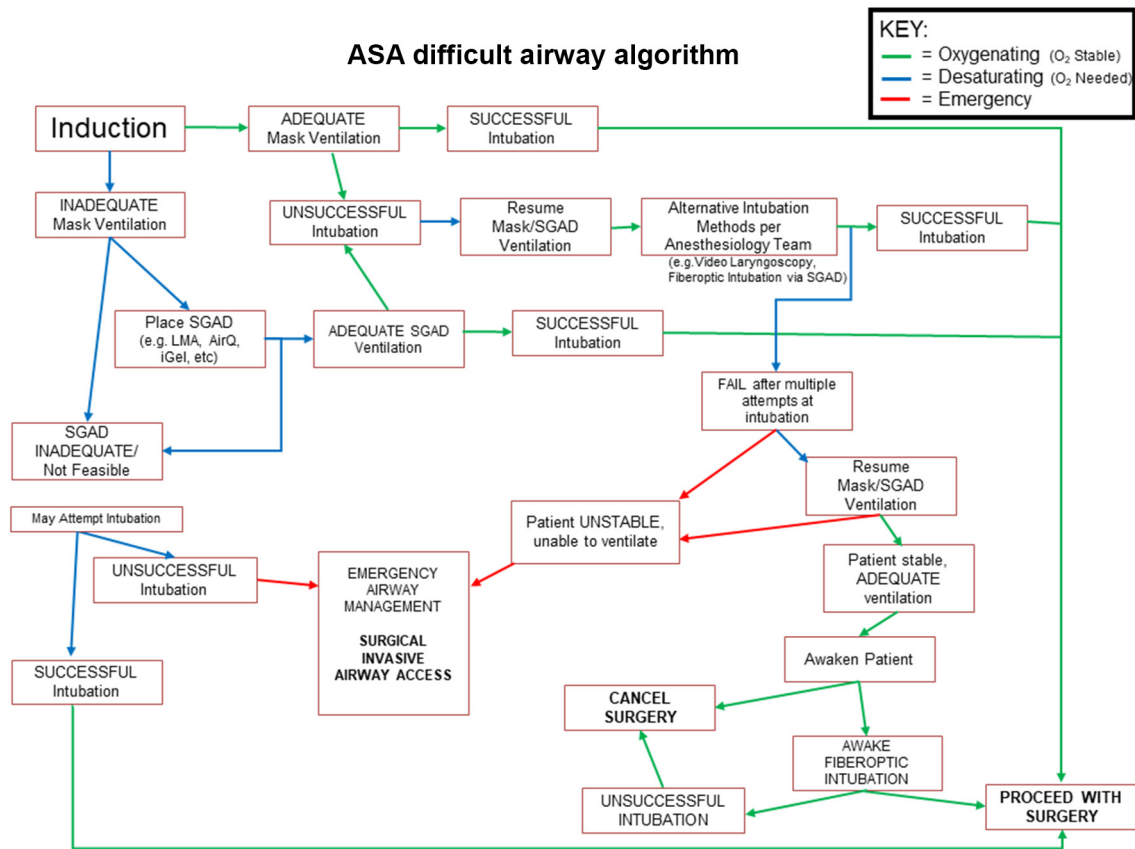 ASA difficult airway algorithm
KEY:
= Oxygenating (O₂ Stable)
= Desaturating (O₂ Needed)
= Emergency
Induction
ADEQUATE
Mask Ventilation
SUCCESSFUL
Intubation
INADEQUATE
Mask Ventilation
UNSUCCESSFUL
Intubation
Resume
Mask/SGAD
Ventilation
Alternative Intubation
Methods per
Anesthesiology Team
(e.g.Video Laryngoscopy,
Fiberoptic Intubation via SGAD)
SUCCESSFUL
Intubation
Place SGAD
(e.g. LMA, AirQ,
iGel, etc)
ADEQUATE SGAD
Ventilation
SUCCESSFUL
Intubation
FAIL after multiple
attempts at
intubation
SGAD
INADEQUATE/
Not Feasible
Resume
Mask/SGAD
Ventilation
May Attempt Intubation
Patient UNSTABLE,
unable to ventilate
UNSUCCESSFUL
Intubation
EMERGENCY
AIRWAY
MANAGEMENT
SURGICAL
INVASIVE
AIRWAY ACCESS
Patient stable,
ADEQUATE
ventilation
SUCCESSFUL
Intubation
Awaken Patient
CANCEL
SURGERY
AWAKE
FIBEROPTIC
INTUBATION
UNSUCCESSFUL
INTUBATION
PROCEED WITH
SURGERY